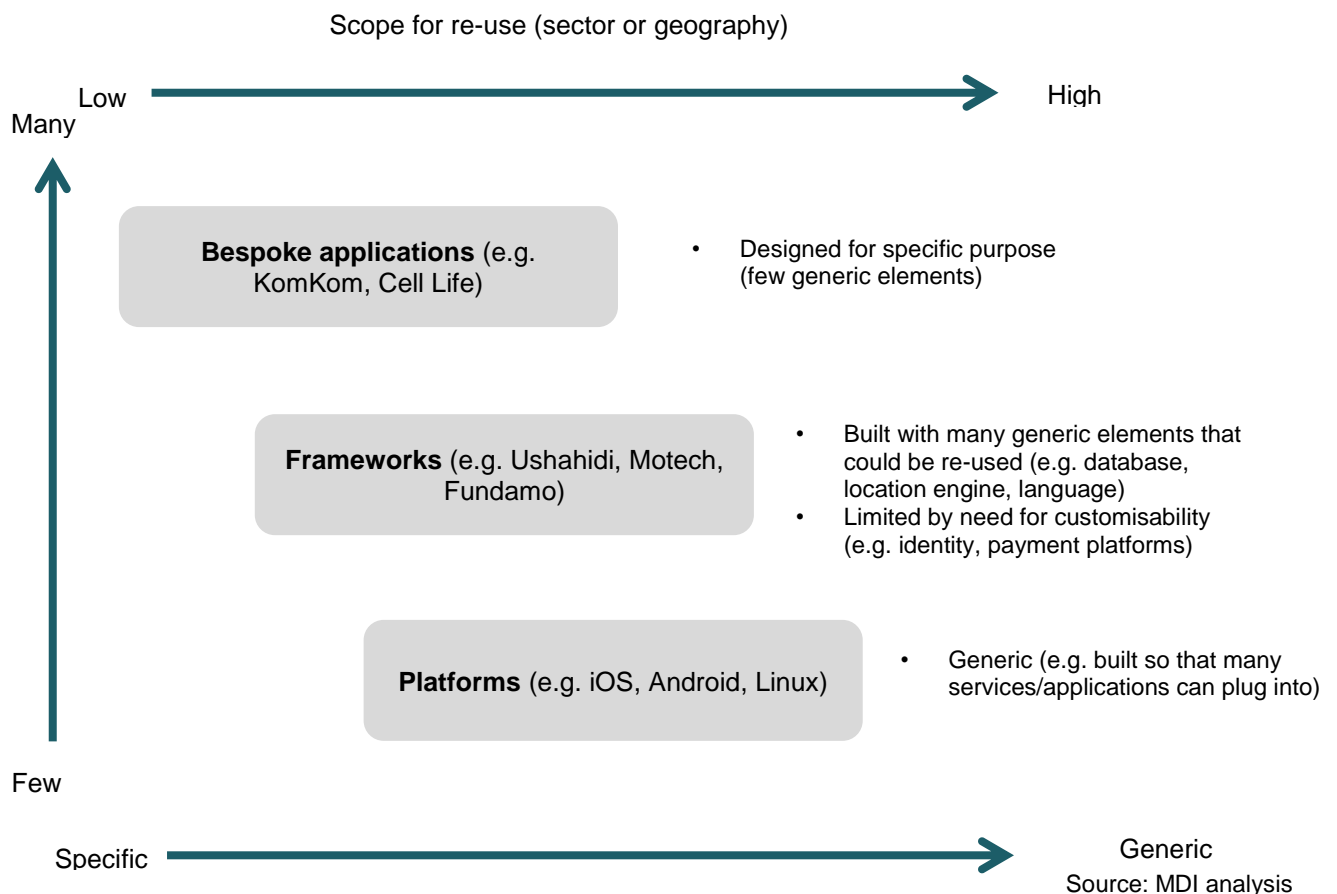 Scope for re-use (sector or geography)
Low
High
Many
Bespoke applications (e.g.
KomKom, Cell Life)
• Designed for specific purpose
(few generic elements)
Frameworks (e.g. Ushahidi, Motech,
Fundamo)
• Built with many generic elements that
could be re-used (e.g. database,
location engine, language)
• Limited by need for customisability
(e.g. identity, payment platforms)
Platforms (e.g. iOS, Android, Linux)
• Generic (e.g. built so that many
services/applications can plug into)
Few
Specific
Generic
Source: MDI analysis